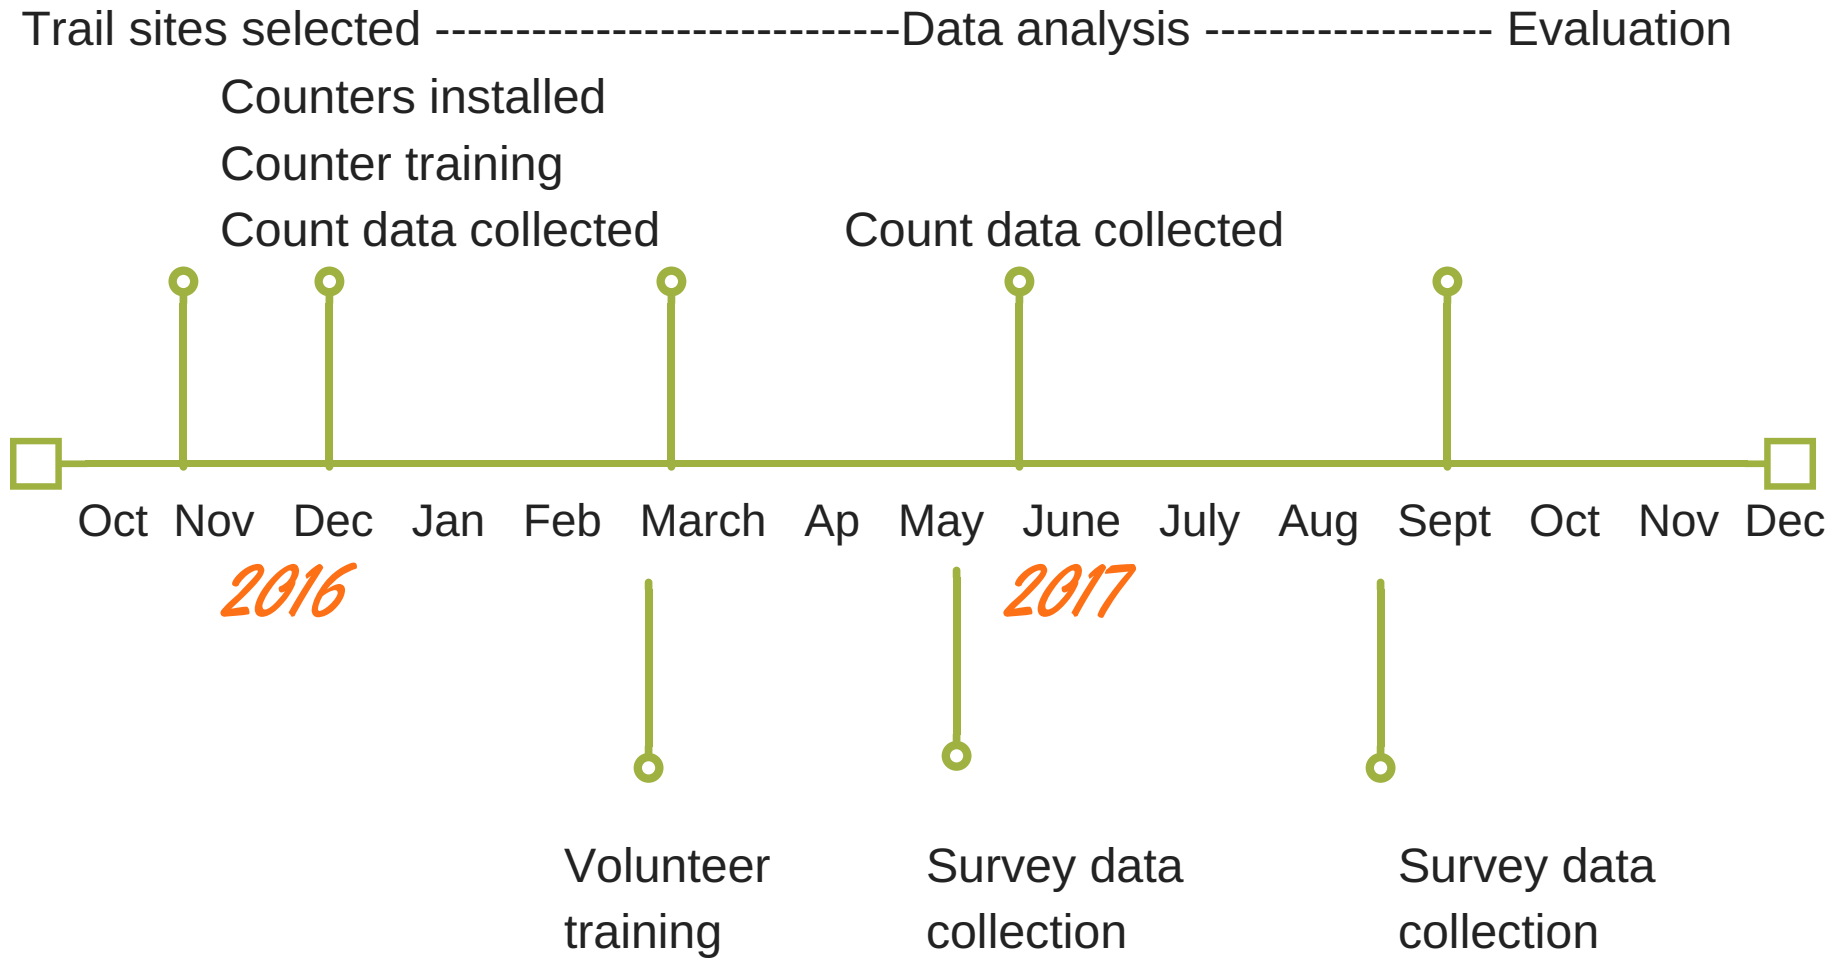 Trail sites selected -----------------------------Data analysis ------------------ Evaluation
Counters installed
Counter training
Count data collected Count data collected
Oct Nov Dec Jan Feb March Ap May June July Aug Sept Oct Nov Dec
2016 2017
Volunteer Survey data Survey data
training collection collection